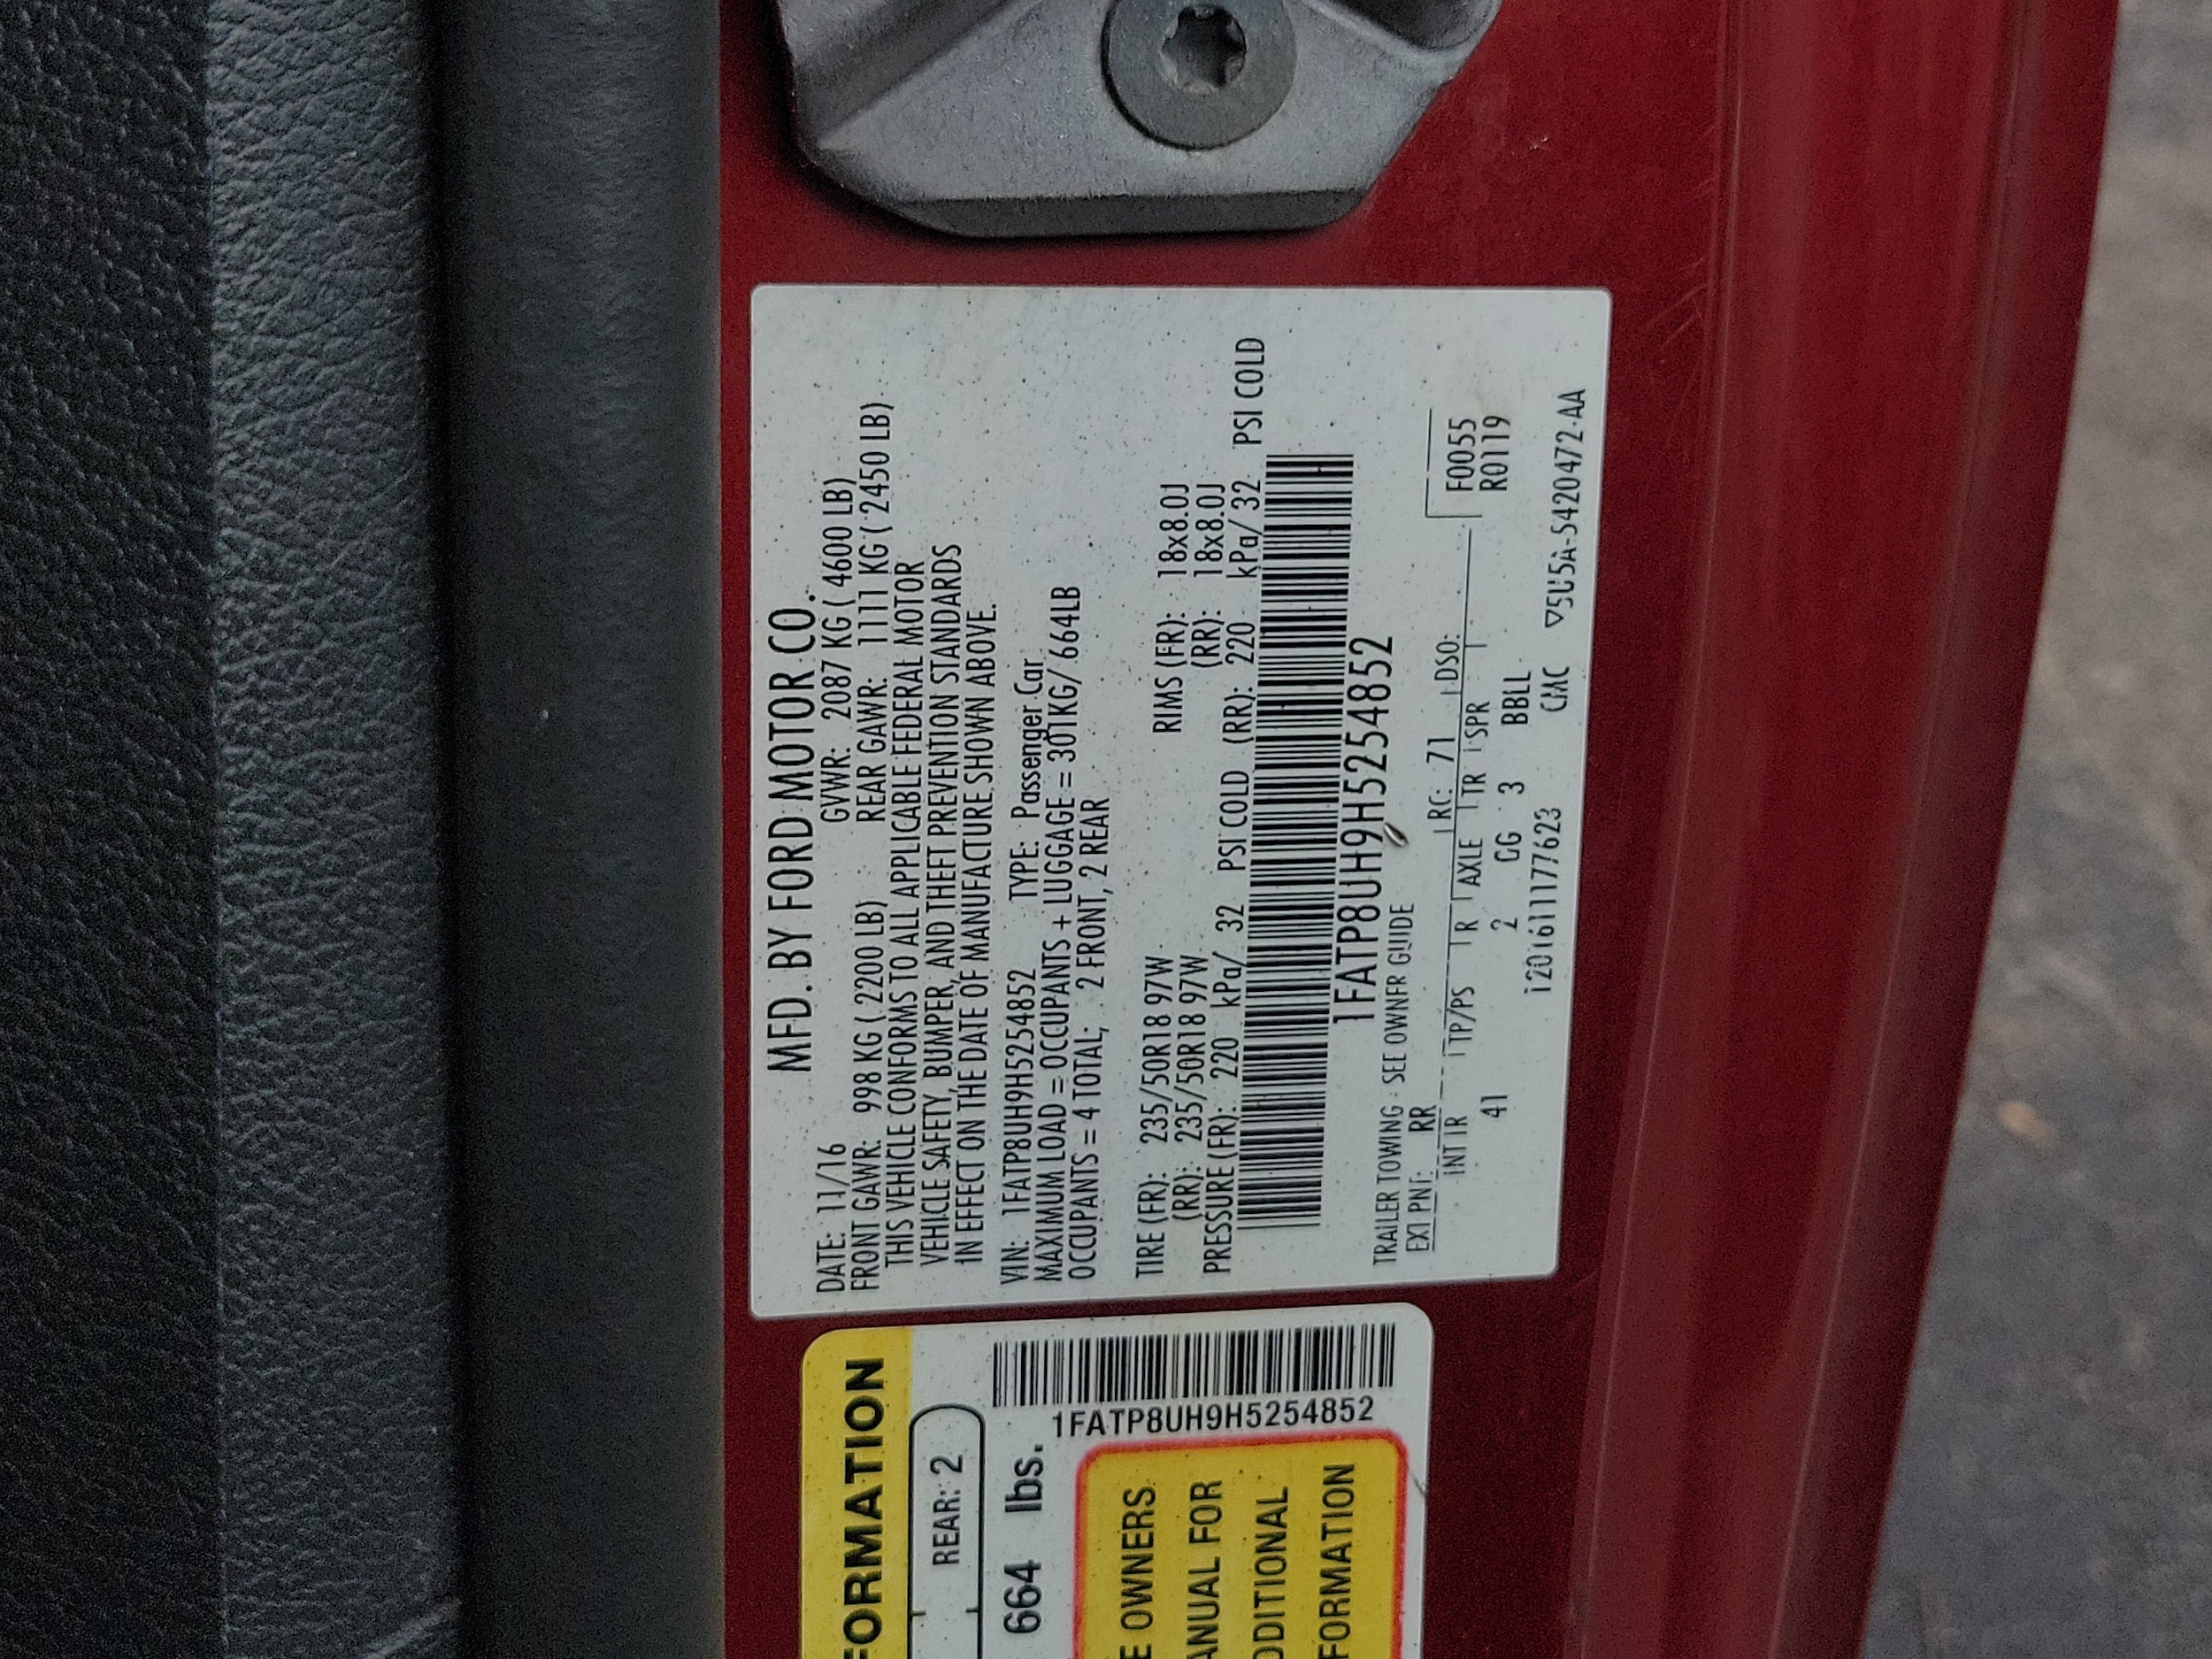 MFD. BY FORD MOTOR CO.
DATE: 11/16 GVWR: 2087 KG ( 4600 LB)
FRONT GAWR: 998 KG ( 2200 LB) REAR GAWR: 1111 KG ( 2450 LB)
THIS VEHICLE CONFORMS TO ALL APPLICABLE FEDERAL MOTOR
VEHICLE SAFETY, BUMPER, AND THEFT PREVENTION STANDARDS
IN EFFECT ON THE DATE OF MANUFACTURE SHOWN ABOVE.
VIN: 1FATP8UH9H5254852 TYPE: Passenger Car
MAXIMUM LOAD = OCCUPANTS + LUGGAGE = 301KG/ 664LB
OCCUPANTS = 4 TOTAL; 2 FRONT, 2 REAR
TIRE (FR): 235/50R18 97W RIMS (FR): 18x8.0J
(RR): 235/50R18 97W (RR): 18x8.0J
PRESSURE (FR): 220 kPa/ 32 PSI COLD (RR): 220 kPa/ 32 PSI COLD
1FATP8UH9H5254852
TRAILER TOWING - SEE OWNER GUIDE
EXT PNT: RR RC: 71 DSO:
INT TR TP/PS R AXLE TR SPR F0055
41 2 GG 3 BBLL R0119
i 20161117 77623 CMC ▽5U5A-5420472-AA
FORMATION
REAR: 2
664 lbs.
1FATP8UH9H5254852
E OWNERS
ANUAL FOR
DDITIONAL
FORMATION